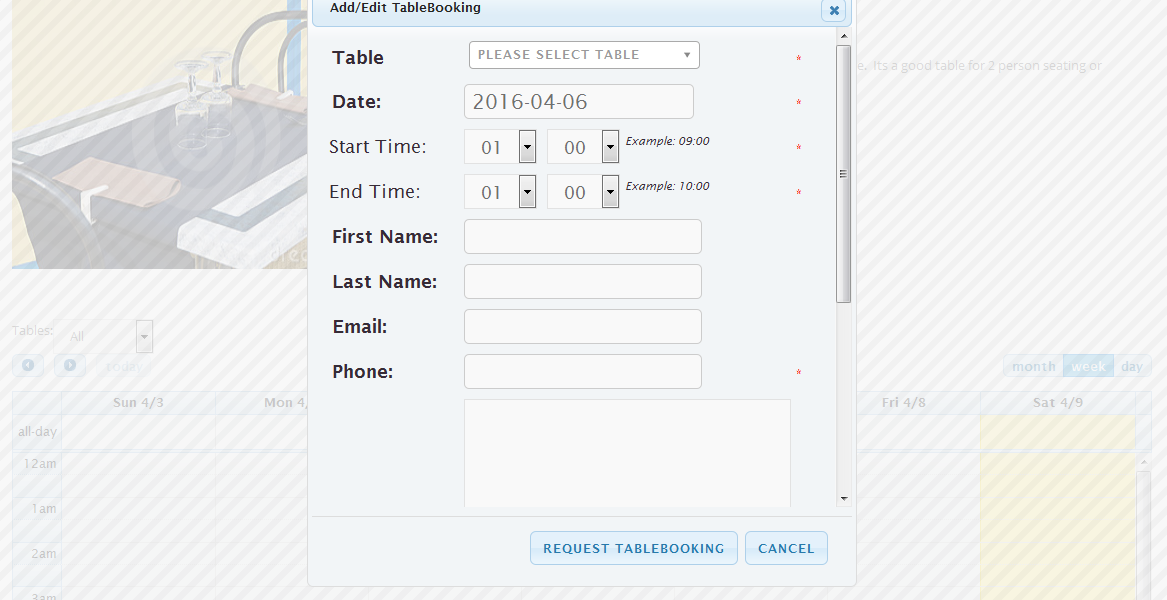 Add/Edit TableBooking
Table PLEASE SELECT TABLE *
Its a good table for 2 person seating or
Date: 2016-04-06 *
Start Time: 01 00 Example: 09:00 *
End Time: 01 00 Example: 10:00 *
First Name:
Last Name:
Email:
Tables: All
today
month week day
Phone: *
Sun 4/3 Mon 4/ Fri 4/8 Sat 4/9
all-day
12am
1am
2am
3am
REQUEST TABLEBOOKING CANCEL